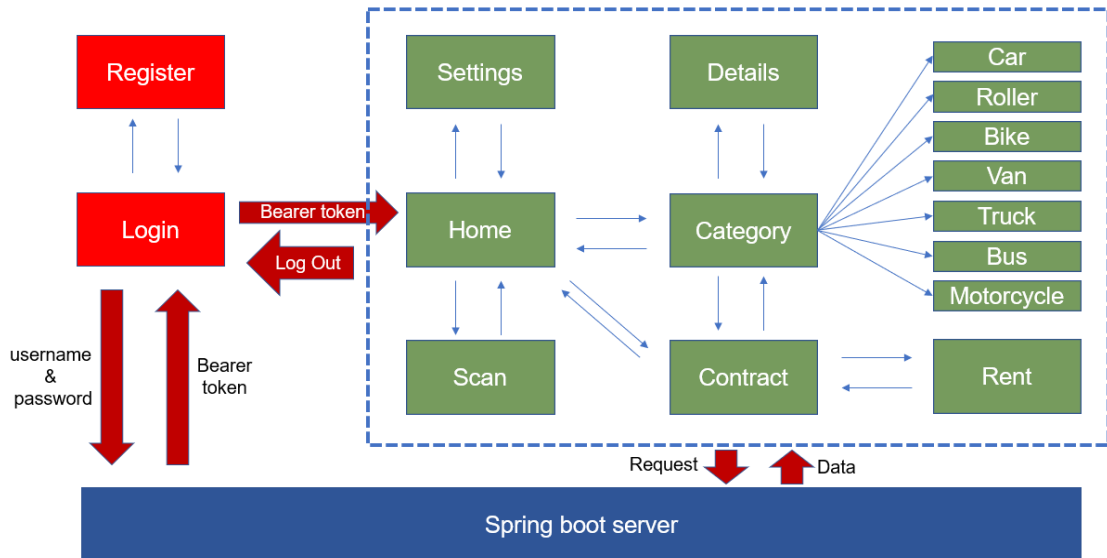 Register
Settings
Details
Car
Roller
Bike
Van
Truck
Bus
Motorcycle
Login
Bearer token
Log Out
Home
Category
username
&
password
Bearer
token
Scan
Contract
Rent
Request
Data
Spring boot server